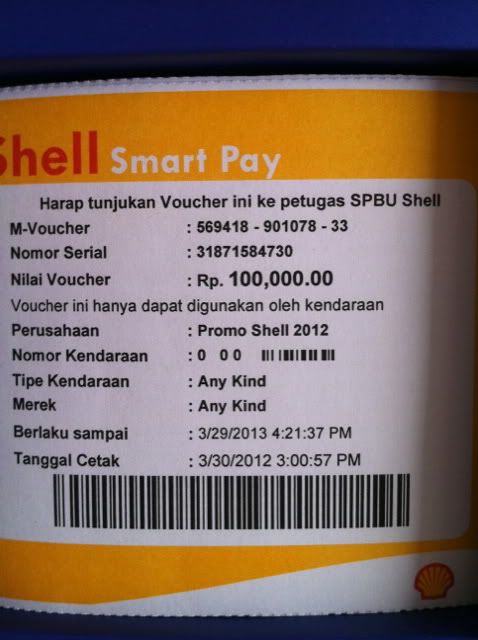 Shell Smart Pay
Harap tunjukan Voucher ini ke petugas SPBU Shell
M-Voucher : 569418 - 901078 - 33
Nomor Serial : 31871584730
Nilai Voucher : Rp. 100,000.00
Voucher ini hanya dapat digunakan oleh kendaraan
Perusahaan : Promo Shell 2012
Nomor Kendaraan : 0 0 0
Tipe Kendaraan : Any Kind
Merek : Any Kind
Berlaku sampai : 3/29/2013 4:21:37 PM
Tanggal Cetak : 3/30/2012 3:00:57 PM